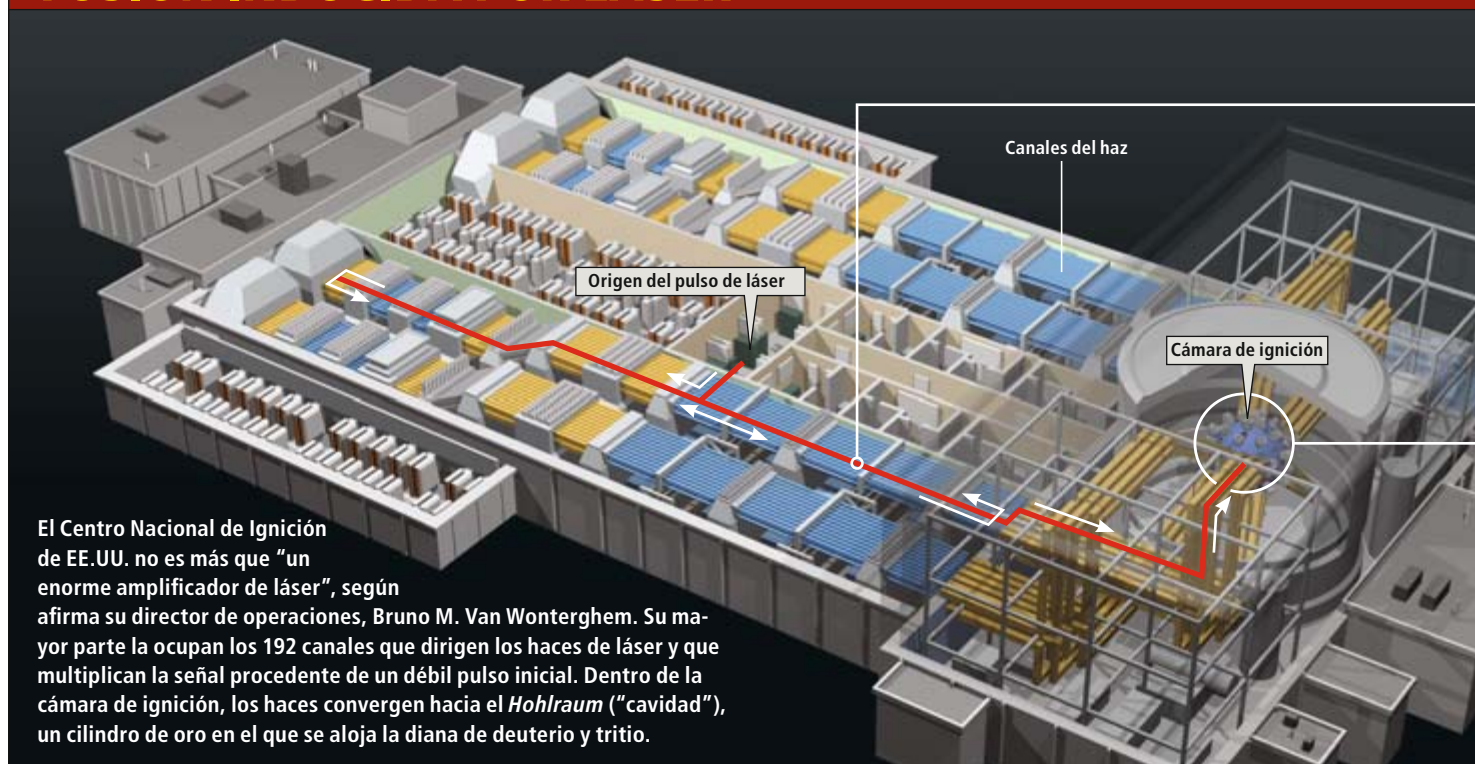 Canales del haz
Origen del pulso de láser
Cámara de ignición
El Centro Nacional de Ignición
de EE.UU. no es más que “un
enorme amplificador de láser”, según
afirma su director de operaciones, Bruno M. Van Wonterghem. Su ma-
yor parte la ocupan los 192 canales que dirigen los haces de láser y que
multiplican la señal procedente de un débil pulso inicial. Dentro de la
cámara de ignición, los haces convergen hacia el Hohlraum (“cavidad”),
un cilindro de oro en el que se aloja la diana de deuterio y tritio.